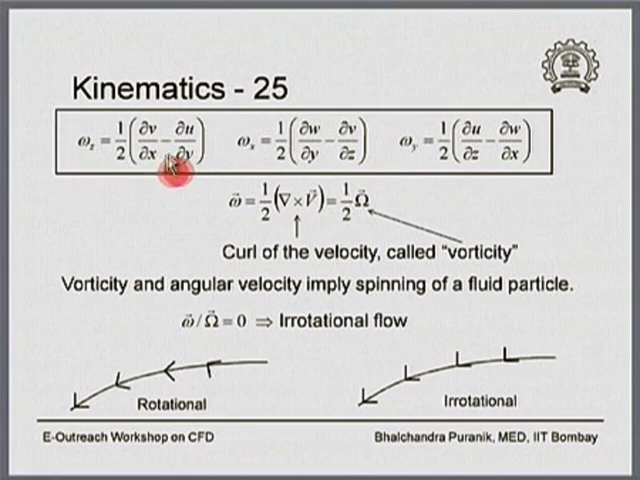 Kinematics - 25
ω_z = 1/2 (∂v/∂x − ∂u/∂y)   ω_x = 1/2 (∂w/∂y − ∂v/∂z)   ω_y = 1/2 (∂u/∂z − ∂w/∂x)
ω⃗ = 1/2 (∇ × V⃗) = 1/2 Ω⃗
Curl of the velocity, called “vorticity”
Vorticity and angular velocity imply spinning of a fluid particle.
ω⃗ / Ω⃗ = 0 ⇒ Irrotational flow
Rotational
Irrotational
E-Outreach Workshop on CFD
Bhalchandra Puranik, MED, IIT Bombay